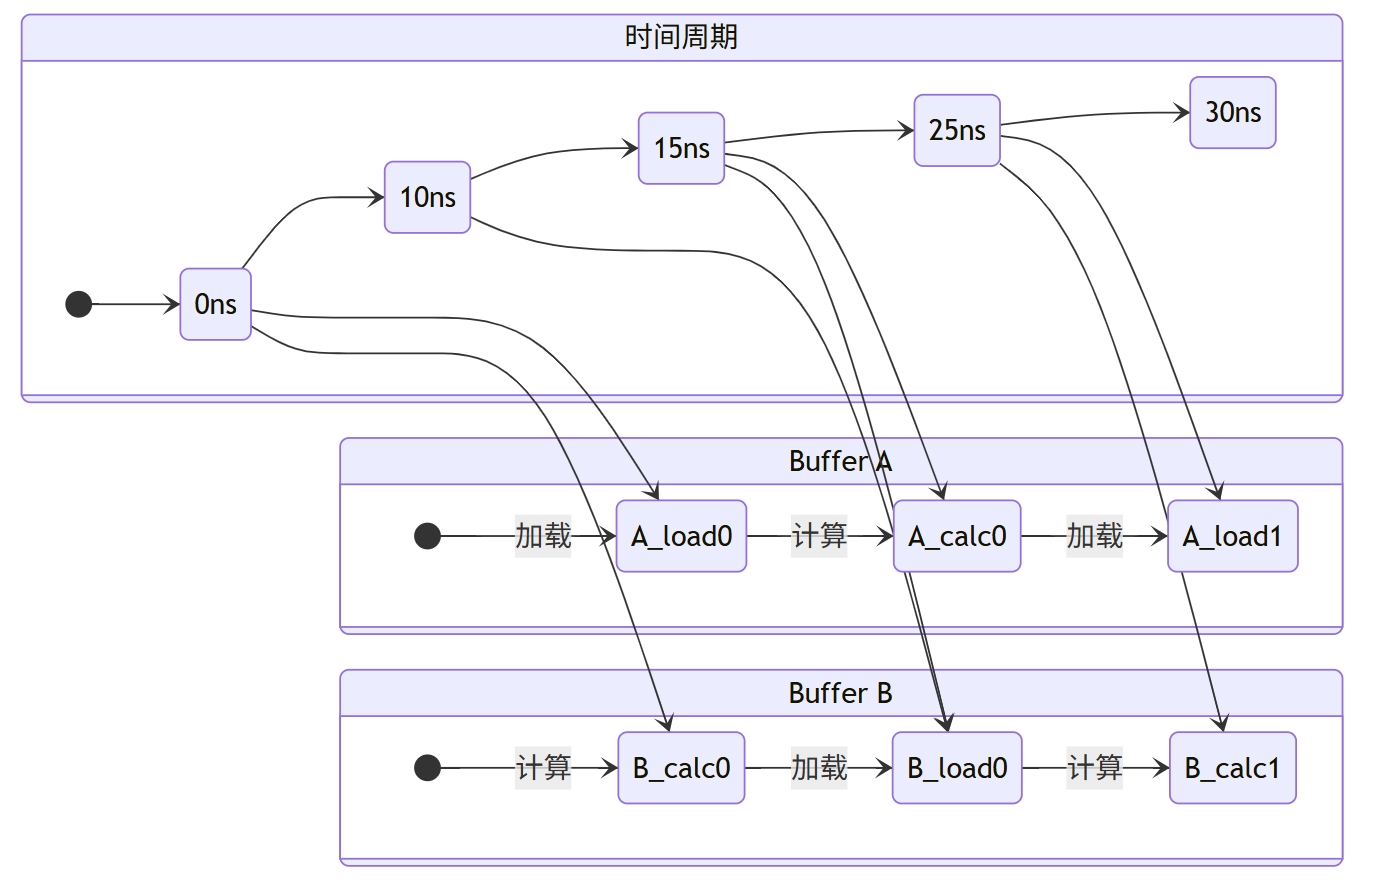 时间周期
30ns
25ns
15ns
10ns
0ns
Buffer A
加载
A_load0
计算
A_calc0
加载
A_load1
Buffer B
计算
B_calc0
加载
B_load0
计算
B_calc1